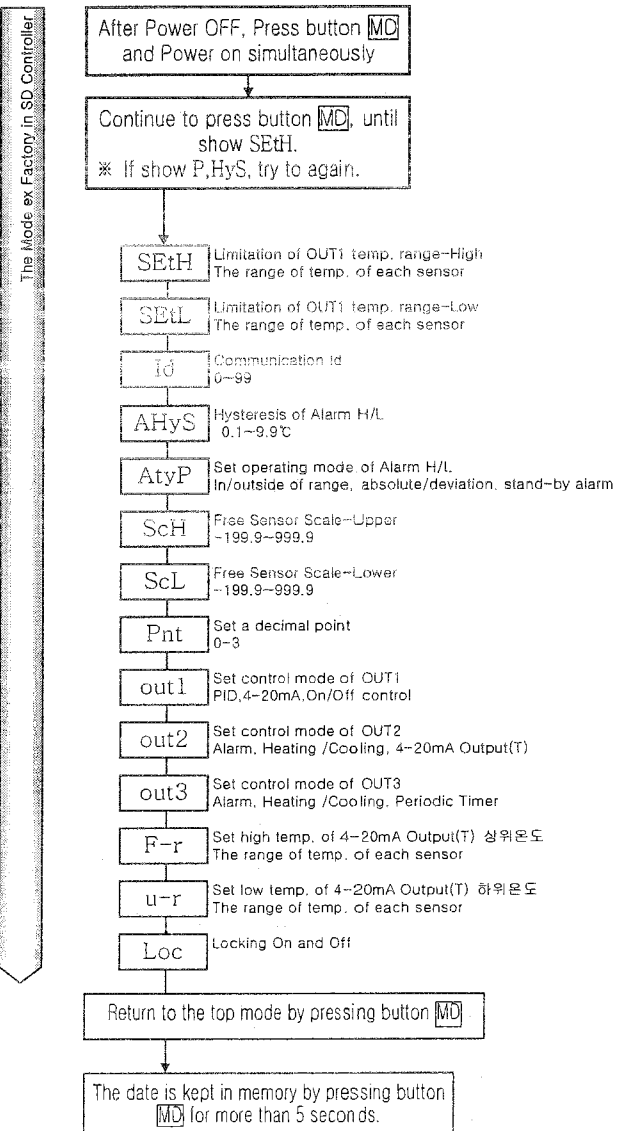 The Mode ex Factory in SD Controller
After Power OFF, Press button MD
and Power on simultaneously
Continue to press button MD, until
show SEtH.
※ If show P,HyS, try to again.
SEtH
Limitation of OUT1 temp. range-High
The range of temp. of each sensor
SEtL
Limitation of OUT1 temp. range-Low
The range of temp. of each sensor
Id
Communication id
0~99
AHyS
Hysteresis of Alarm H/L
0.1~9.9℃
AtyP
Set operating mode of Alarm H/L
In/outside of range, absolute/deviation, stand-by alarm
ScH
Free Sensor Scale-Upper
-199.9~999.9
ScL
Free Sensor Scale-Lower
-199.9~999.9
Pnt
Set a decimal point
0~3
out1
Set control mode of OUT1
PID,4-20mA,On/Off control
out2
Set control mode of OUT2
Alarm, Heating /Cooling, 4-20mA Output(T)
out3
Set control mode of OUT3
Alarm, Heating /Cooling, Periodic Timer
F-r
Set high temp. of 4-20mA Output(T) 상위온도
The range of temp. of each sensor
u-r
Set low temp. of 4-20mA Output(T) 하위온도
The range of temp. of each sensor
Loc
Locking On and Off
Return to the top mode by pressing button MD
The date is kept in memory by pressing button
MD for more than 5 seconds.